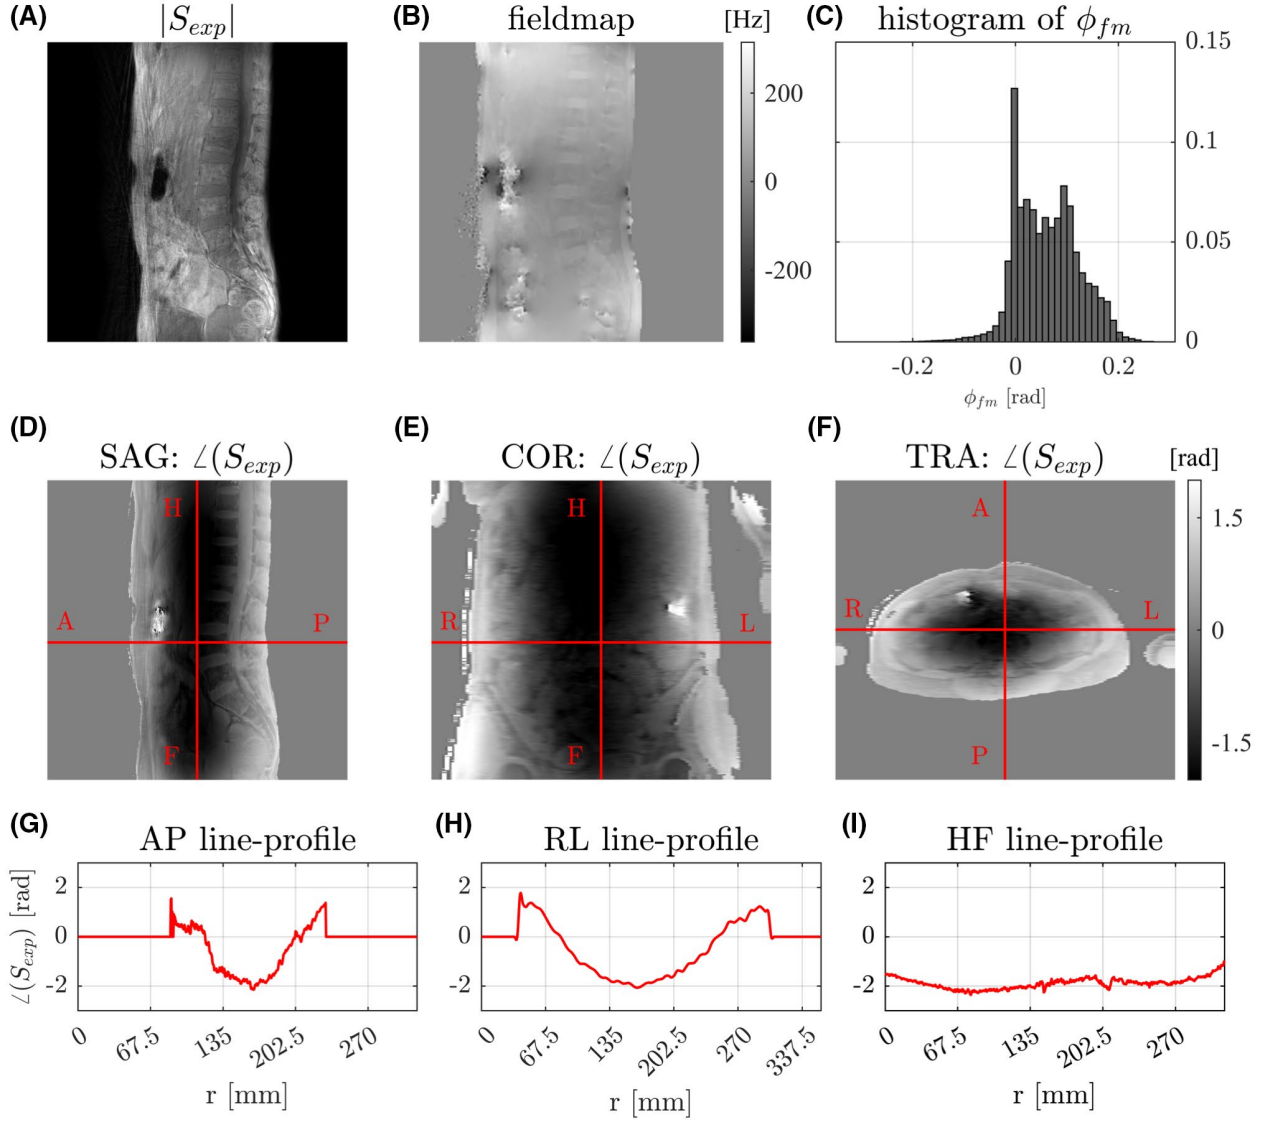 (A) |S_exp|
(B) fieldmap [Hz]
(C) histogram of ϕ_fm
200
0
-200
0.15
0.1
0.05
0
-0.2 0 0.2
ϕ_fm [rad]
(D) SAG: ∠(S_exp)
(E) COR: ∠(S_exp)
(F) TRA: ∠(S_exp) [rad]
H
A P
F
H
R L
F
A
R L
P
1.5
0
-1.5
(G) AP line-profile
(H) RL line-profile
(I) HF line-profile
∠(S_exp) [rad]
2
0
-2
0 67.5 135 202.5 270
r [mm]
2
0
-2
0 67.5 135 202.5 270 337.5
r [mm]
2
0
-2
0 67.5 135 202.5 270
r [mm]